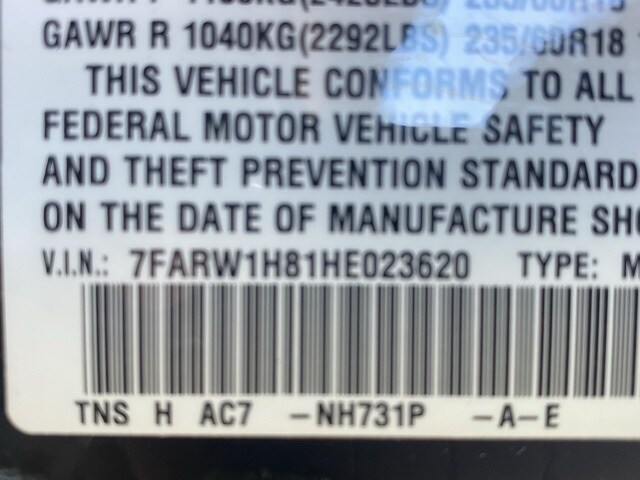 GAWR R 1040KG(2292LBS) 235/60R18
THIS VEHICLE CONFORMS TO ALL
FEDERAL MOTOR VEHICLE SAFETY
AND THEFT PREVENTION STANDARD
ON THE DATE OF MANUFACTURE SH
V.I.N.: 7FARW1H81HE023620 TYPE: M
TNS H AC7 -NH731P -A-E